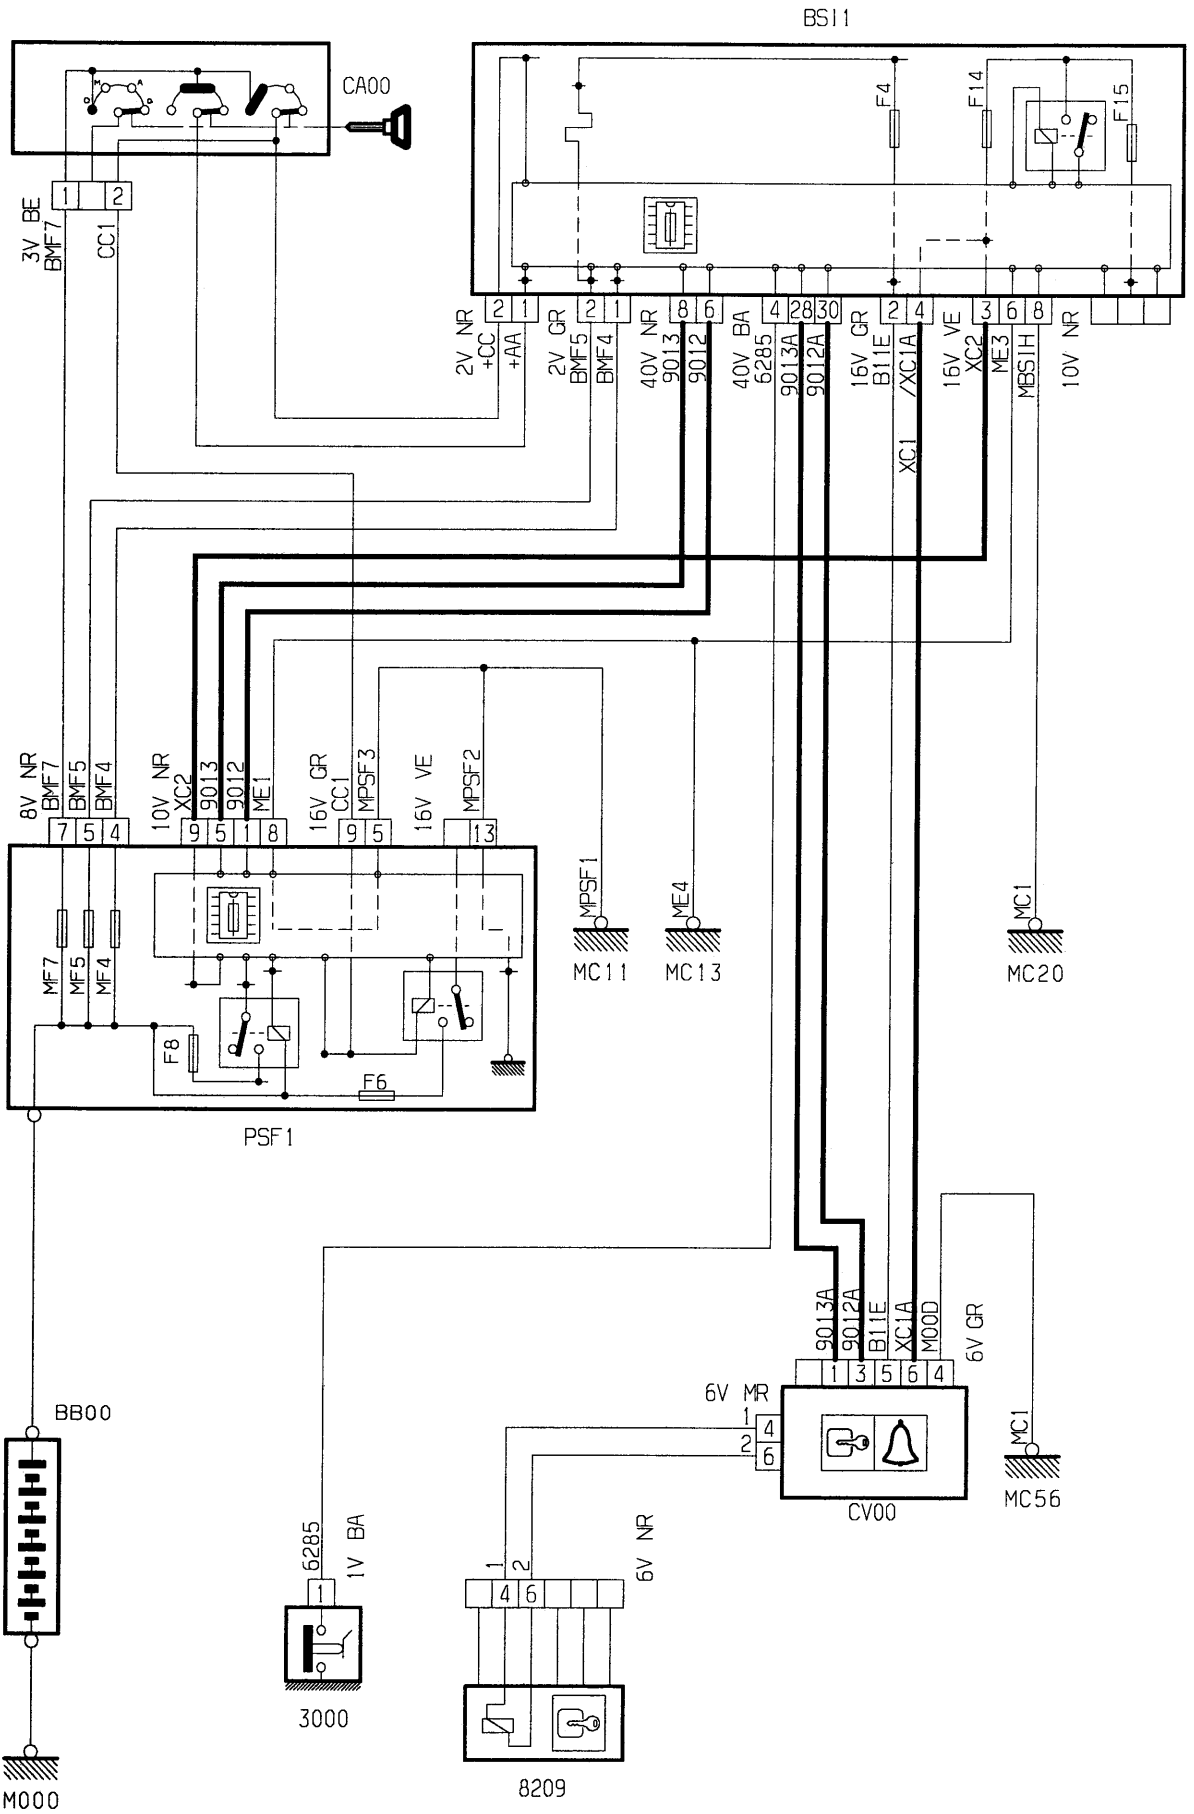 BSI1
CA00
M A
D D
F4
F14
F15
1 2
3V BE
BMF7
CC1
2 1 2 1 8 6 4 28 30 2 4 3 6 8
2V NR
+CC
+AA
2V GR
BMF5
BMF4
40V NR
9013
9012
40V BA
6285
9013A
9012A
16V GR
B11E
/XC1A
XC1
16V VE
XC2
ME3
MBSIH
10V NR
8V NR
BMF7
BMF5
BMF4
10V NR
XC2
9013
9012
ME1
16V GR
CC1
MPSF3
16V VE
MPSF2
7 5 4 9 5 1 8 9 5 13
MPSF1
MC11
ME4
MC13
MC1
MC20
MF7
MF5
MF4
F8
F6
PSF1
9013A
9012A
B11E
XC1A
M00D
6V GR
1 3 5 6 4
6V MR
1 4
2 6
CV00
MC1
MC56
BB00
6285
1V BA
1
3000
1
2
6V NR
4 6
8209
M000